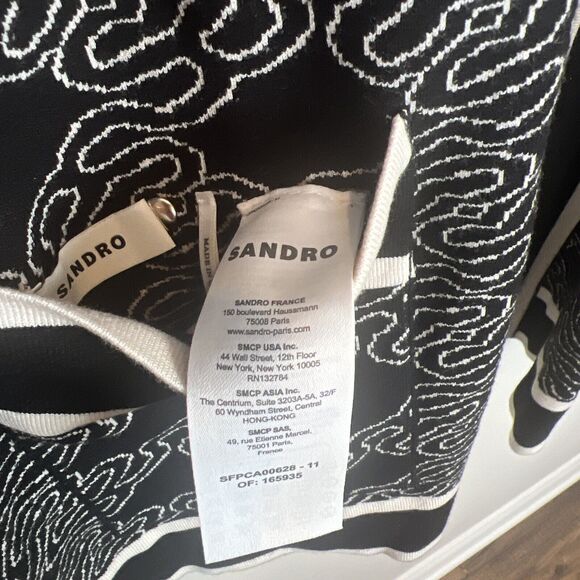 SANDRO
MADE IN
SANDRO
SANDRO FRANCE
150 boulevard Haussmann
75008 Paris
www.sandro-paris.com
SMCP USA Inc.
44 Wall Street, 12th Floor
New York, New York 10005
RN132784
SMCP ASIA Inc.
The Centrium, Suite 3203A-5A, 32/F
60 Wyndham Street, Central
HONG-KONG
SMCP SAS,
49, rue Etienne Marcel,
75001 Paris,
France
SFPCA00628 - 11
OF: 165935